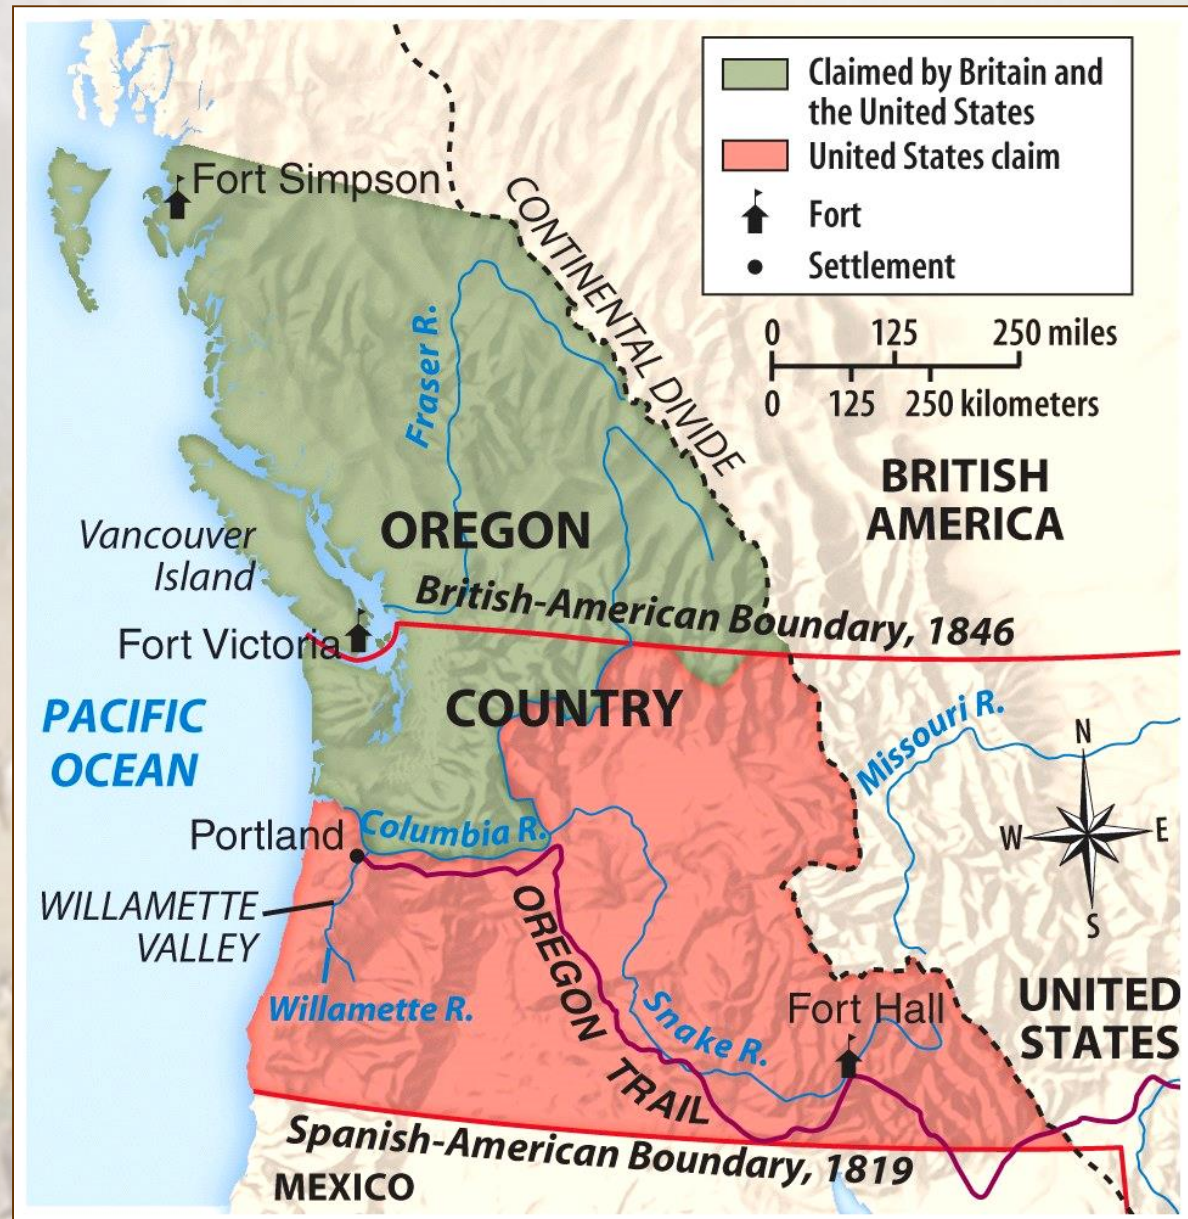 Claimed by Britain and
the United States
United States claim
Fort
Settlement
0 125 250 miles
0 125 250 kilometers
Fort Simpson
CONTINENTAL DIVIDE
Fraser R.
BRITISH
AMERICA
Vancouver
Island
OREGON
British-American Boundary, 1846
Fort Victoria
COUNTRY
PACIFIC
OCEAN
Missouri R.
N
W
E
S
Portland
Columbia R.
WILLAMETTE
VALLEY
OREGON TRAIL
Willamette R.
Snake R.
Fort Hall
UNITED
STATES
Spanish-American Boundary, 1819
MEXICO